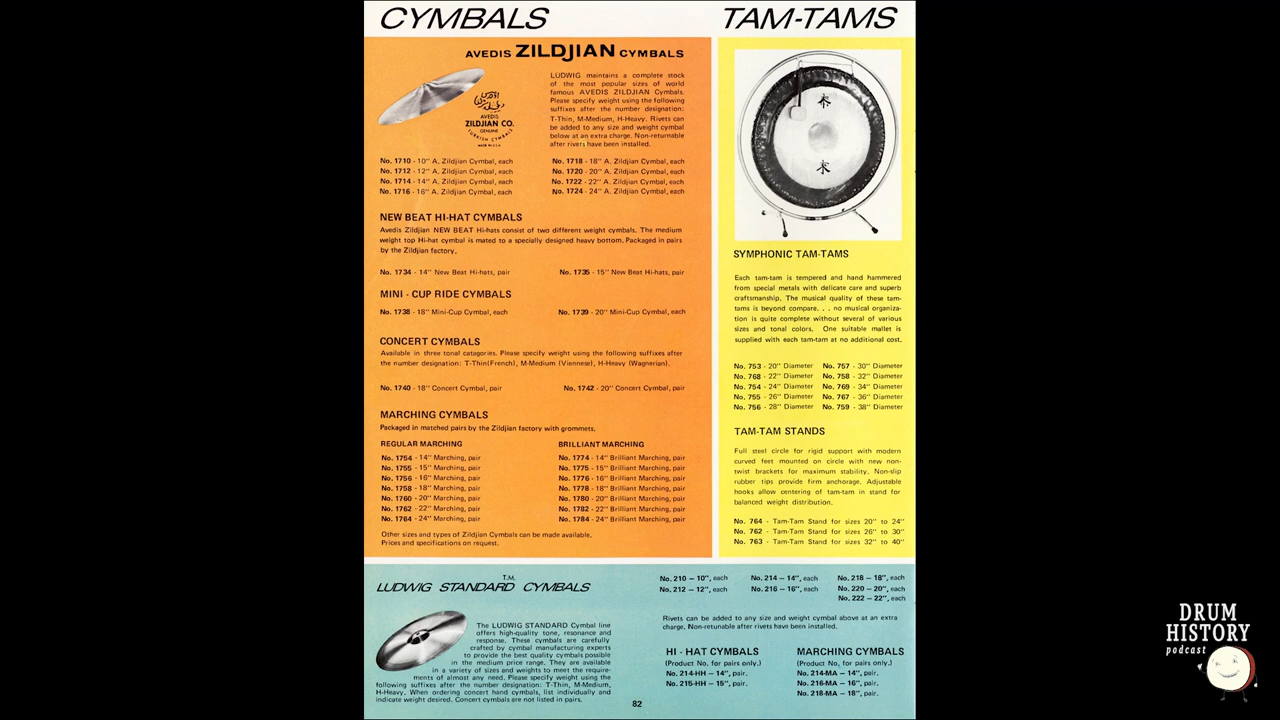 CYMBALS
AVEDIS ZILDJIAN CYMBALS
AVEDIS
ZILDJIAN CO.
GENUINE
TURKISH CYMBALS
MADE IN U.S.A.
LUDWIG maintains a complete stock
of the most popular sizes of world
famous AVEDIS ZILDJIAN Cymbals.
Please specify weight using the following
suffixes after the number designation:
T-Thin, M-Medium, H-Heavy. Rivets can
be added to any size and weight cymbal
below at an extra charge. Non-returnable
after rivets have been installed.
No. 1710 - 10" A. Zildjian Cymbal, each
No. 1712 - 12" A. Zildjian Cymbal, each
No. 1714 - 14" A. Zildjian Cymbal, each
No. 1716 - 16" A. Zildjian Cymbal, each
No. 1718 - 18" A. Zildjian Cymbal, each
No. 1720 - 20" A. Zildjian Cymbal, each
No. 1722 - 22" A. Zildjian Cymbal, each
No. 1724 - 24" A. Zildjian Cymbal, each
NEW BEAT HI-HAT CYMBALS
Avedis Zildjian NEW BEAT Hi-hats consist of two different weight cymbals. The medium
weight top Hi-hat cymbal is mated to a specially designed heavy bottom. Packaged in pairs
by the Zildjian factory.
No. 1734 - 14" New Beat Hi-hats, pair
No. 1735 - 15" New Beat Hi-hats, pair
MINI - CUP RIDE CYMBALS
No. 1738 - 18" Mini-Cup Cymbal, each
No. 1739 - 20" Mini-Cup Cymbal, each
CONCERT CYMBALS
Available in three tonal catagories. Please specify weight using the following suffixes after
the number designation: T-Thin(French), M-Medium (Viennese), H-Heavy (Wagnerian).
No. 1740 - 18" Concert Cymbal, pair
No. 1742 - 20" Concert Cymbal, pair
MARCHING CYMBALS
Packaged in matched pairs by the Zildjian factory with grommets.
REGULAR MARCHING
No. 1754 - 14" Marching, pair
No. 1755 - 15" Marching, pair
No. 1756 - 16" Marching, pair
No. 1758 - 18" Marching, pair
No. 1760 - 20" Marching, pair
No. 1762 - 22" Marching, pair
No. 1764 - 24" Marching, pair
BRILLIANT MARCHING
No. 1774 - 14" Brilliant Marching, pair
No. 1775 - 15" Brilliant Marching, pair
No. 1776 - 16" Brilliant Marching, pair
No. 1778 - 18" Brilliant Marching, pair
No. 1780 - 20" Brilliant Marching, pair
No. 1782 - 22" Brilliant Marching, pair
No. 1784 - 24" Brilliant Marching, pair
Other sizes and types of Zildjian Cymbals can be made available.
Prices and specifications on request.
TAM-TAMS
SYMPHONIC TAM-TAMS
Each tam-tam is tempered and hand hammered
from special metals with delicate care and superb
craftsmanship. The musical quality of these tam-
tams is beyond compare. . . no musical organiza-
tion is quite complete without several of various
sizes and tonal colors. One suitable mallet is
supplied with each tam-tam at no additional cost.
No. 753 - 20" Diameter
No. 768 - 22" Diameter
No. 754 - 24" Diameter
No. 755 - 26" Diameter
No. 756 - 28" Diameter
No. 757 - 30" Diameter
No. 758 - 32" Diameter
No. 769 - 34" Diameter
No. 767 - 36" Diameter
No. 759 - 38" Diameter
TAM-TAM STANDS
Full steel circle for rigid support with modern
curved feet mounted on circle with new non-
twist brackets for maximum stability. Non-slip
rubber tips provide firm anchorage. Adjustable
hooks allow centering of tam-tam in stand for
balanced weight distribution.
No. 764 - Tam-Tam Stand for sizes 20" to 24"
No. 762 - Tam-Tam Stand for sizes 26" to 30"
No. 763 - Tam-Tam Stand for sizes 32" to 40"
T.M.
LUDWIG STANDARD CYMBALS
The LUDWIG STANDARD Cymbal line
offers high-quality tone, resonance and
response. These cymbals are carefully
crafted by cymbal manufacturing experts
to provide the best quality cymbals possible
in the medium price range. They are available
in a variety of sizes and weights to meet the require-
ments of almost any need. Please specify weight using the
following suffixes after the number designation: T-Thin, M-Medium,
H-Heavy. When ordering concert hand cymbals, list individually and
indicate weight desired. Concert cymbals are not listed in pairs.
No. 210 — 10", each
No. 212 — 12", each
No. 214 — 14", each
No. 216 — 16", each
No. 218 — 18", each
No. 220 — 20", each
No. 222 — 22", each
Rivets can be added to any size and weight cymbal above at an extra
charge. Non-retunable after rivets have been installed.
HI - HAT CYMBALS
(Product No. for pairs only.)
No. 214-HH — 14", pair.
No. 215-HH — 15", pair.
MARCHING CYMBALS
(Product No. for pairs only.)
No. 214-MA — 14", pair.
No. 216-MA — 16", pair.
No. 218-MA — 18", pair.
82
DRUM
HISTORY
podcast